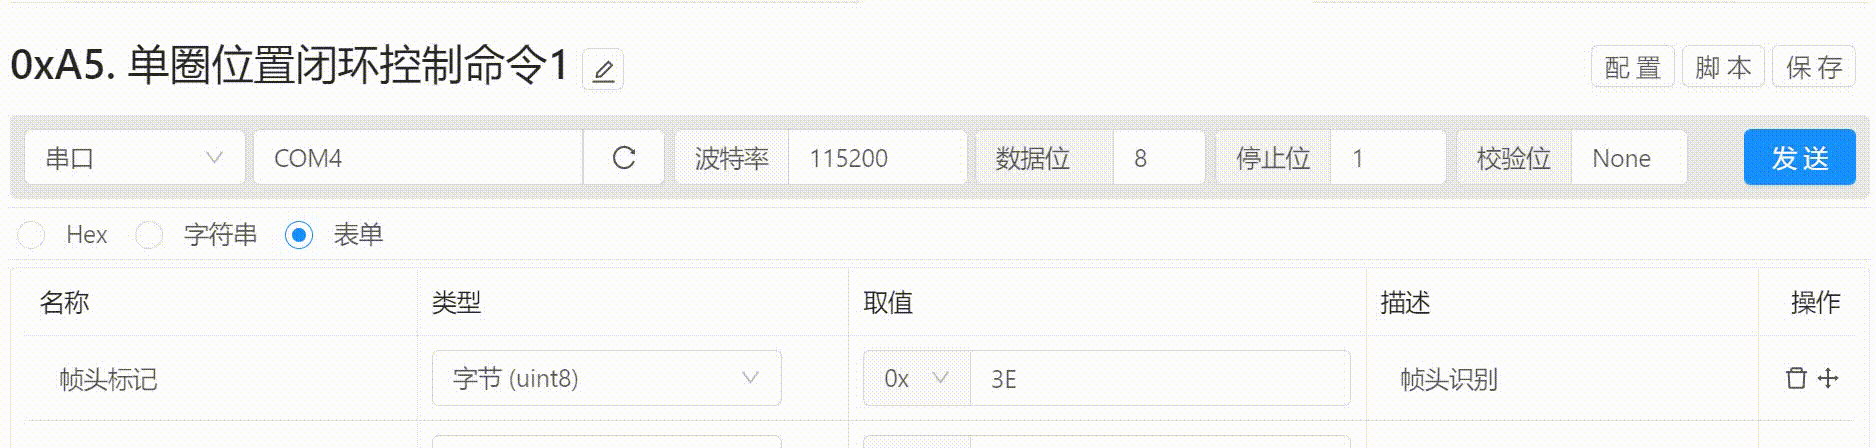 0xA5. 单圈位置闭环控制命令1
配置 脚本 保存
串口 COM4 波特率 115200 数据位 8 停止位 1 校验位 None 发送
Hex 字符串 表单
名称 类型 取值 描述 操作
帧头标记 字节 (uint8) 0x 3E 帧头识别